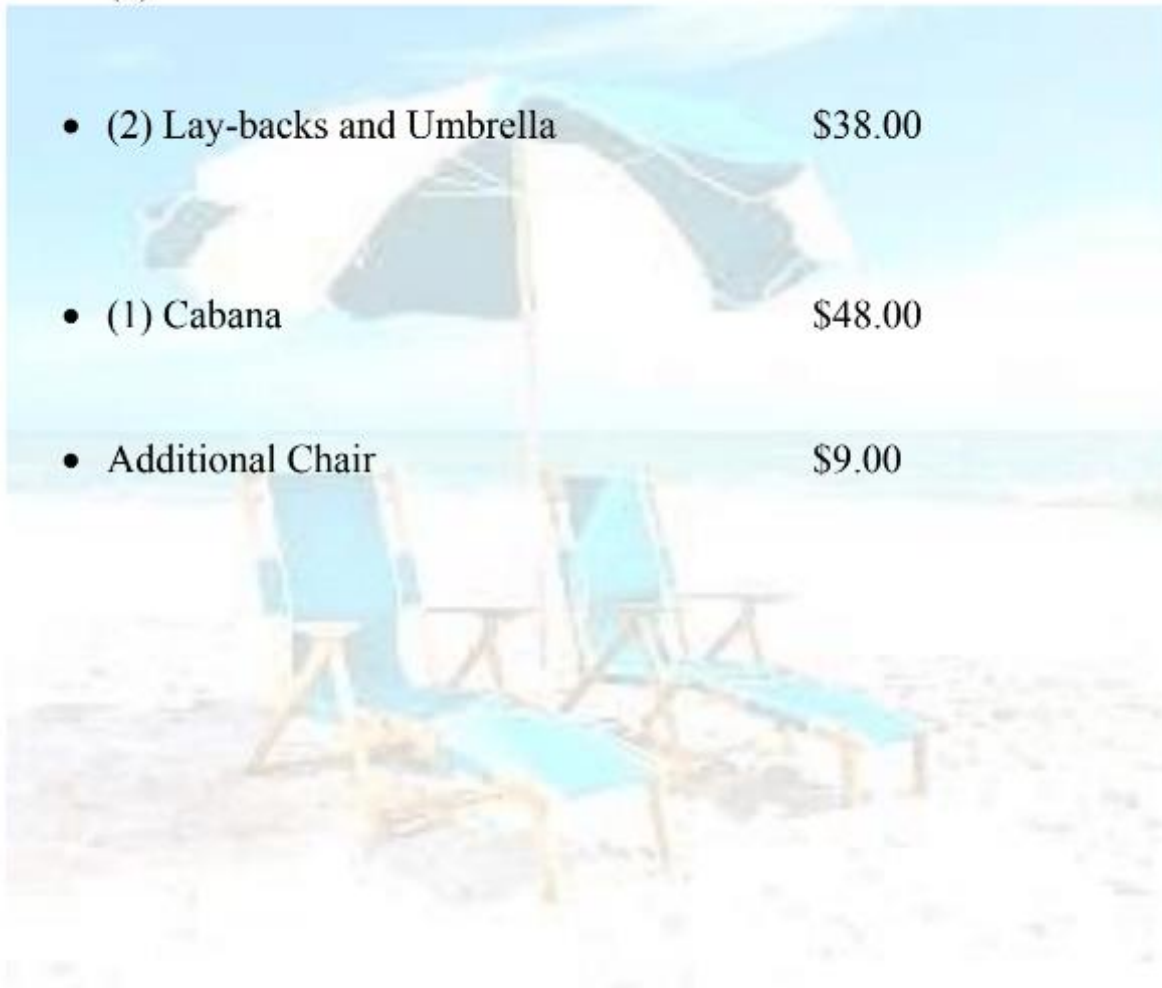 • (2) Lay-backs and Umbrella $38.00
• (1) Cabana $48.00
• Additional Chair $9.00